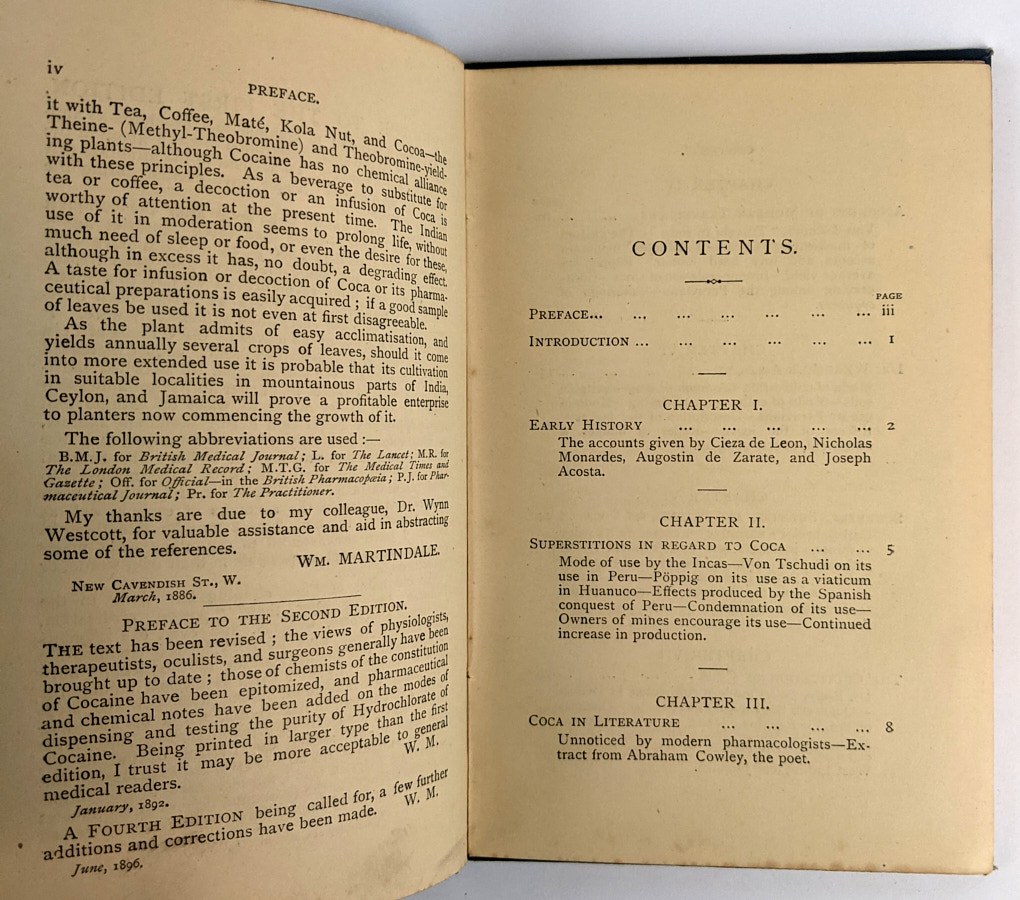 iv
PREFACE.
it with Tea, Coffee, Maté, Kola Nut, and Cocoa—the
Theine- (Methyl-Theobromine) and Theobromine-yield-
ing plants—although Cocaine has no chemical alliance
with these principles. As a beverage to substitute for
tea or coffee, a decoction or an infusion of Coca is
worthy of attention at the present time. The Indian
use of it in moderation seems to prolong life, without
much need of sleep or food, or even the desire for these,
although in excess it has, no doubt, a degrading effect.
A taste for infusion or decoction of Coca or its pharma-
ceutical preparations is easily acquired; if a good sample
of leaves be used it is not even at first disagreeable.
As the plant admits of easy acclimatisation, and
yields annually several crops of leaves, should it come
into more extended use it is probable that its cultivation
in suitable localities in mountainous parts of India,
Ceylon, and Jamaica will prove a profitable enterprise
to planters now commencing the growth of it.
The following abbreviations are used :—
B.M.J. for British Medical Journal; L. for The Lancet; M.R. for
The London Medical Record; M.T.G. for The Medical Times and
Gazette; Off. for Official—in the British Pharmacopœia; P.J. for Phar-
maceutical Journal; Pr. for The Practitioner.
My thanks are due to my colleague, Dr. Wynn
Westcott, for valuable assistance and aid in abstracting
some of the references.
WM. MARTINDALE.
NEW CAVENDISH ST., W.
March, 1886.
PREFACE TO THE SECOND EDITION.
THE text has been revised; the views of physiologists,
therapeutists, oculists, and surgeons generally have been
brought up to date; those of chemists of the constitution
of Cocaine have been epitomized, and pharmaceutical
and chemical notes have been added on the modes of
dispensing and testing the purity of Hydrochlorate of
Cocaine. Being printed in larger type than the first
edition, I trust it may be more acceptable to general
medical readers.
W. M.
January, 1892.
A FOURTH EDITION being called for, a few further
additions and corrections have been made.
W. M.
June, 1896.
CONTENTS.
PAGE
PREFACE... ... ... ... ... ... ... iii
INTRODUCTION ... ... ... ... ... ... 1
CHAPTER I.
EARLY HISTORY ... ... ... ... ... 2
The accounts given by Cieza de Leon, Nicholas
Monardes, Augostin de Zarate, and Joseph
Acosta.
CHAPTER II.
SUPERSTITIONS IN REGARD TO COCA ... ... 5
Mode of use by the Incas—Von Tschudi on its
use in Peru—Pöppig on its use as a viaticum
in Huanuco—Effects produced by the Spanish
conquest of Peru—Condemnation of its use—
Owners of mines encourage its use—Continued
increase in production.
CHAPTER III.
COCA IN LITERATURE ... ... ... ... 8
Unnoticed by modern pharmacologists—Ex-
tract from Abraham Cowley, the poet.